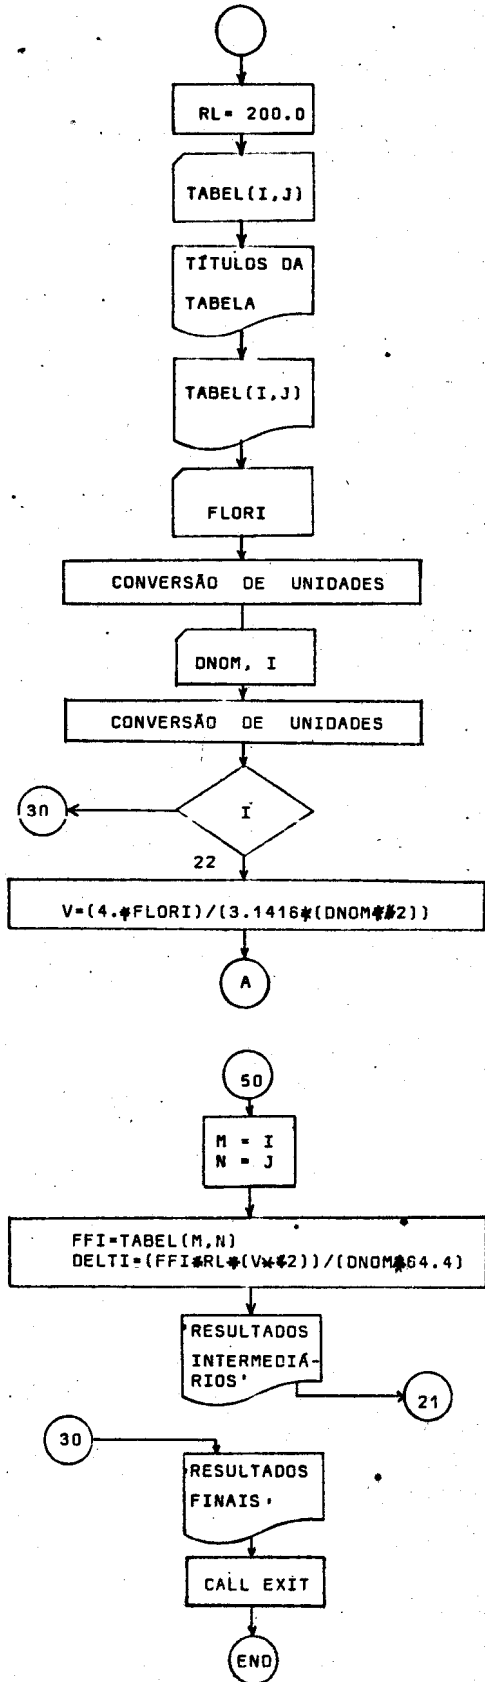 RL= 200.0
TABEL(I,J)
TÍTULOS DA
TABELA
TABEL(I,J)
FLORI
CONVERSÃO DE UNIDADES
DNOM, I
CONVERSÃO DE UNIDADES
30
I
22
V=(4.*FLORI)/(3.1416*(DNOM**2))
A
50
M = I
N = J
FFI=TABEL(M,N)
DELTI=(FFI*RL*(V**2))/(DNOM*64.4)
'RESULTADOS
INTERMEDIÁ-
RIOS'
21
30
'RESULTADOS
FINAIS'
CALL EXIT
END